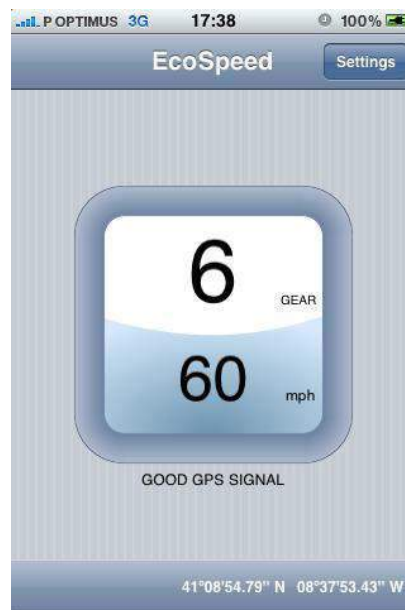 P OPTIMUS 3G 17:38 100%
EcoSpeed Settings
6
GEAR
60
mph
GOOD GPS SIGNAL
41°08'54.79" N 08°37'53.43" W